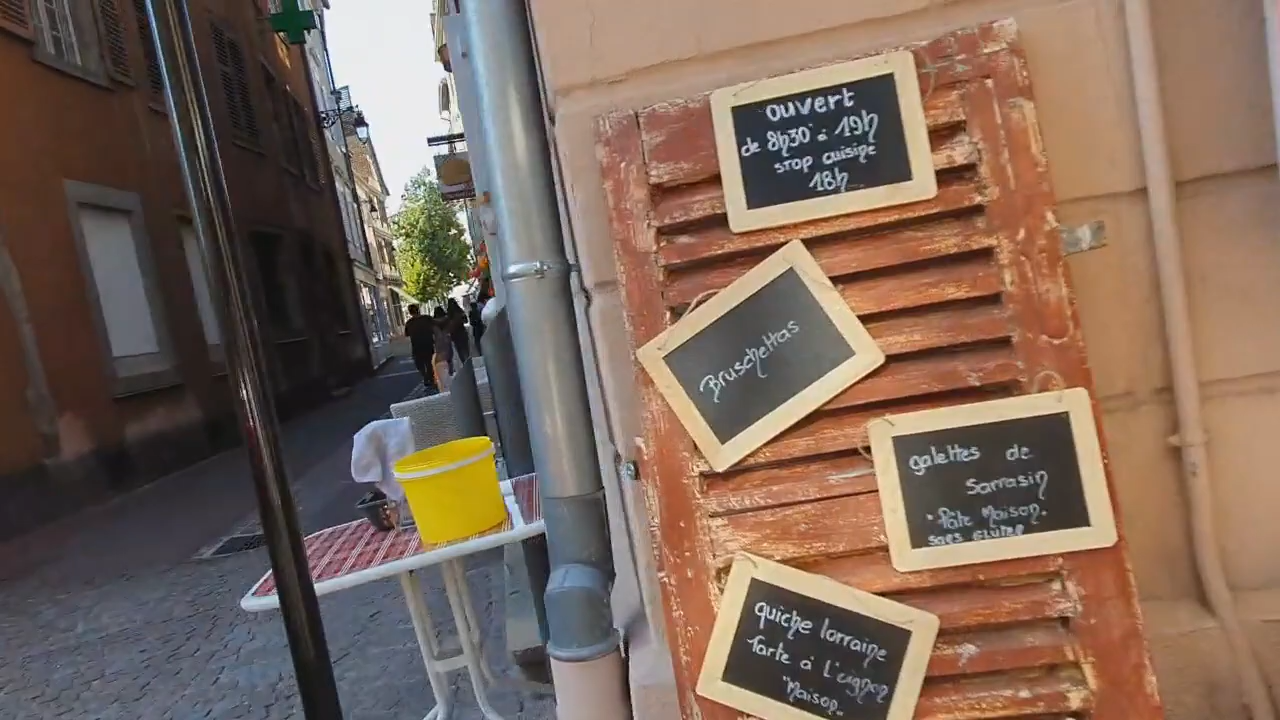 ouvert
de 8h30 à 19h
stop cuisine
18h
Bruschettas
galettes de
Sarrasin
"Pâte Maison"
sans GLUTEN
quiche lorraine
Tarte à L'oignon
"Maison"